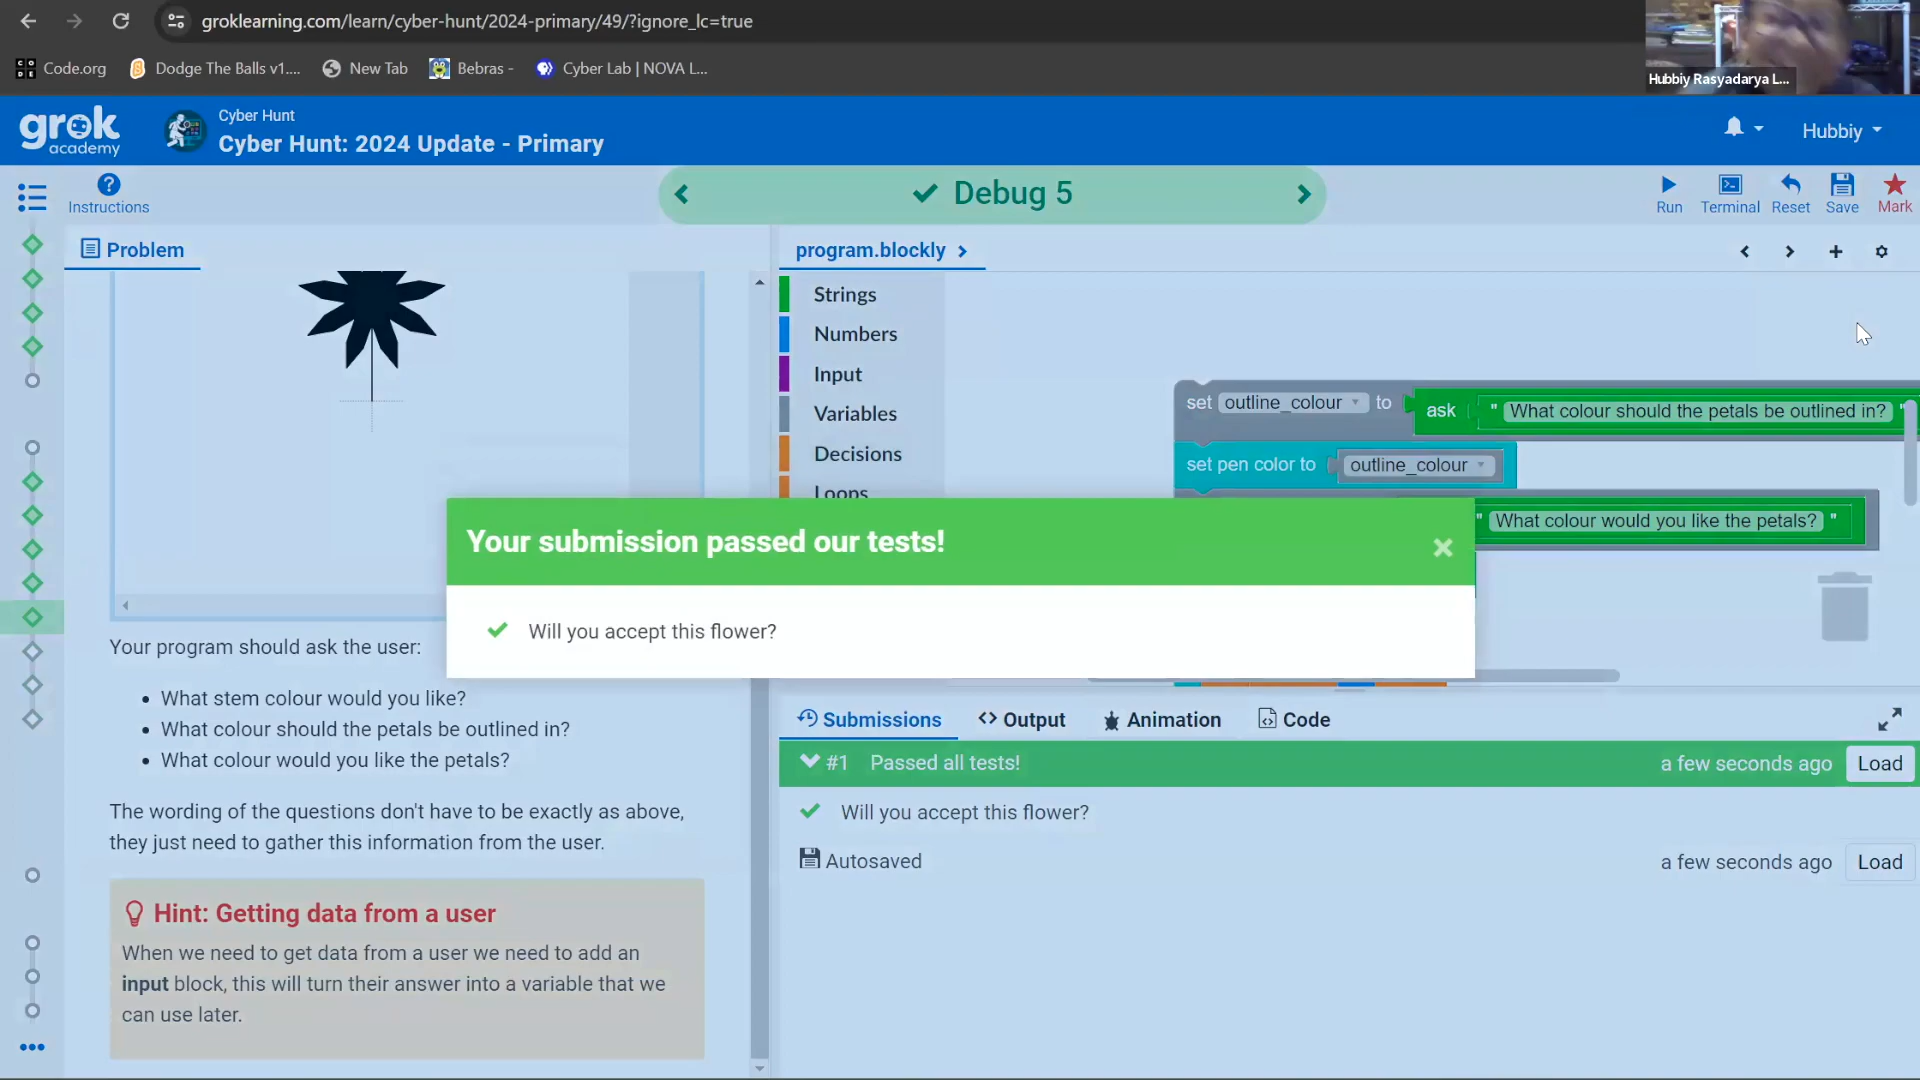 groklearning.com/learn/cyber-hunt/2024-primary/49/?ignore_lc=true
Code.org
Dodge The Balls v1....
New Tab
Bebras -
Cyber Lab | NOVA L...
Hubbiy Rasyadarya L...
grok academy
Cyber Hunt
Cyber Hunt: 2024 Update - Primary
Hubbiy
Instructions
Debug 5
Run
Terminal
Reset
Save
Mark
Problem
program.blockly
Strings
Numbers
Input
Variables
Decisions
Loops
set outline_colour to ask " What colour should the petals be outlined in? "
set pen color to outline_colour
" What colour would you like the petals? "
Your submission passed our tests!
Will you accept this flower?
Your program should ask the user:
• What stem colour would you like?
• What colour should the petals be outlined in?
• What colour would you like the petals?
The wording of the questions don't have to be exactly as above,
they just need to gather this information from the user.
Hint: Getting data from a user
When we need to get data from a user we need to add an
input block, this will turn their answer into a variable that we
can use later.
Submissions
Output
Animation
Code
#1 Passed all tests!
a few seconds ago
Load
Will you accept this flower?
Autosaved
a few seconds ago
Load